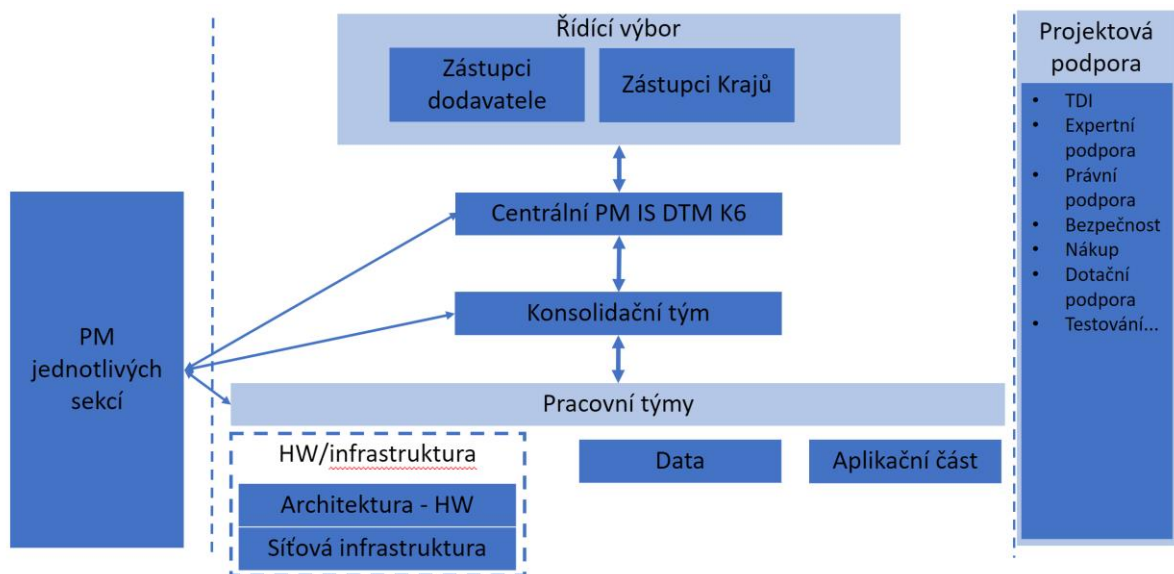 Řídící výbor
Zástupci
dodavatele
Zástupci Krajů
Centrální PM IS DTM K6
Konsolidační tým
PM
jednotlivých
sekcí
Pracovní týmy
HW/infrastruktura
Architektura - HW
Síťová infrastruktura
Data
Aplikační část
Projektová
podpora
• TDI
• Expertní
podpora
• Právní
podpora
• Bezpečnost
• Nákup
• Dotační
podpora
• Testování...